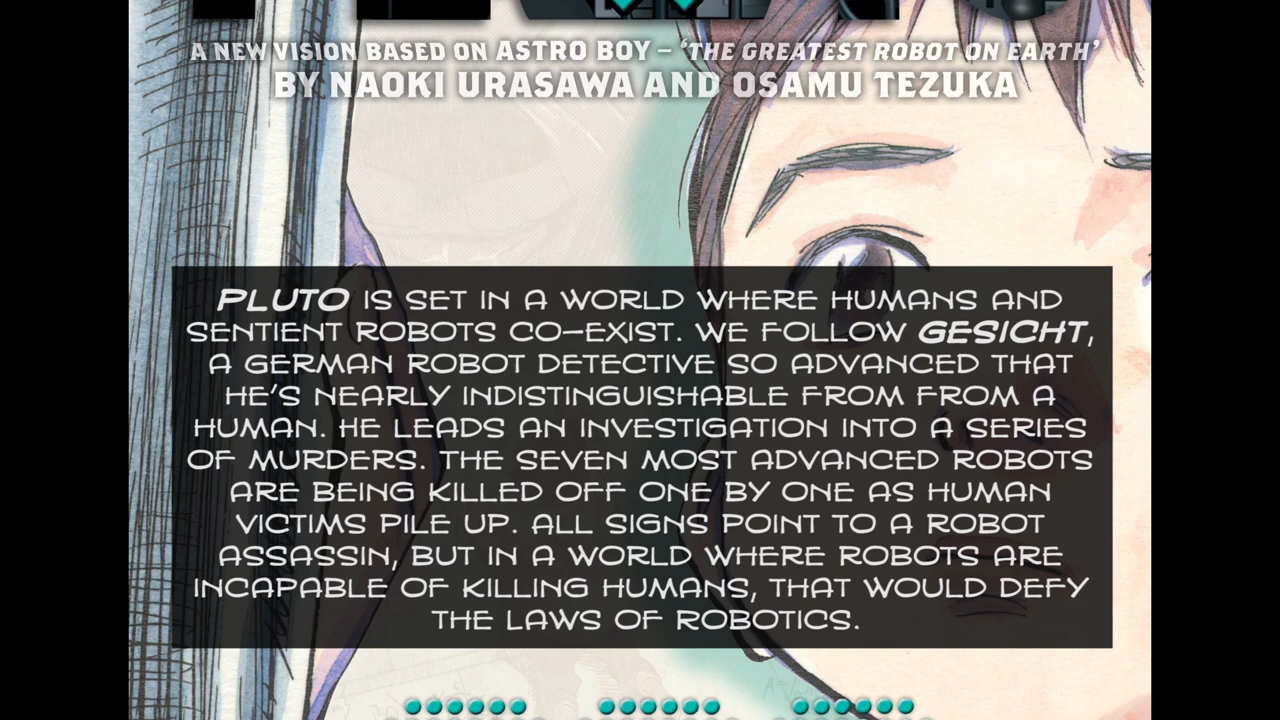 A NEW VISION BASED ON ASTRO BOY – ‘THE GREATEST ROBOT ON EARTH’
BY NAOKI URASAWA AND OSAMU TEZUKA
PLUTO IS SET IN A WORLD WHERE HUMANS AND
SENTIENT ROBOTS CO-EXIST. WE FOLLOW GESICHT,
A GERMAN ROBOT DETECTIVE SO ADVANCED THAT
HE'S NEARLY INDISTINGUISHABLE FROM FROM A
HUMAN. HE LEADS AN INVESTIGATION INTO A SERIES
OF MURDERS. THE SEVEN MOST ADVANCED ROBOTS
ARE BEING KILLED OFF ONE BY ONE AS HUMAN
VICTIMS PILE UP. ALL SIGNS POINT TO A ROBOT
ASSASSIN, BUT IN A WORLD WHERE ROBOTS ARE
INCAPABLE OF KILLING HUMANS, THAT WOULD DEFY
THE LAWS OF ROBOTICS.